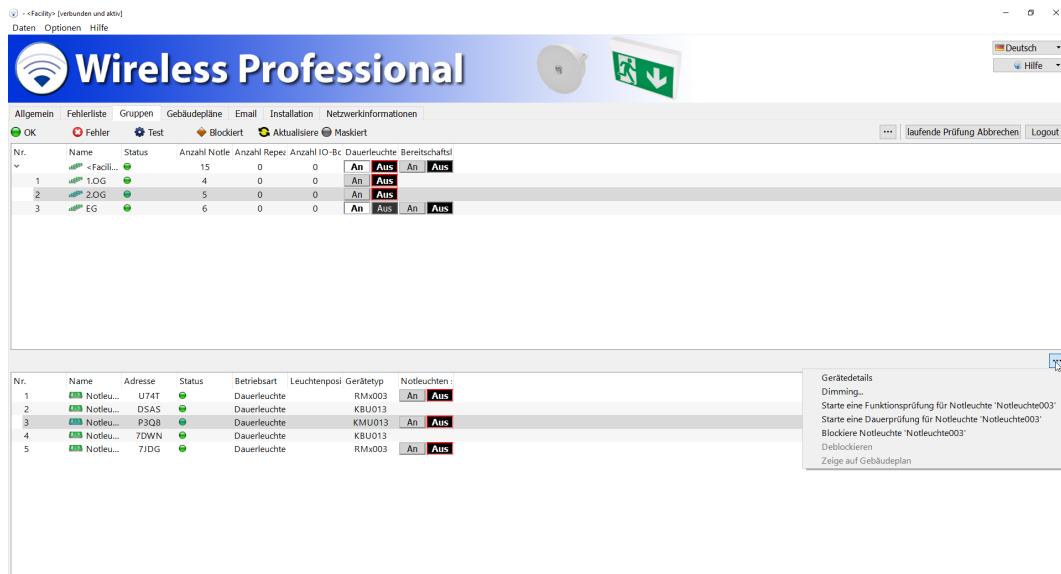 - <Facility> [verbunden und aktiv]
Daten Optionen Hilfe
Wireless Professional
Deutsch
Hilfe
Allgemein Fehlerliste Gruppen Gebäudepläne Email Installation Netzwerkinformationen
OK Fehler Test Blockiert Aktualisiere Maskiert ... laufende Prüfung Abbrechen Logout
Nr. Name Status Anzahl Notle Anzahl Repea Anzahl IO-Bc Dauerleuchte Bereitschaftsl
<Facili... 15 0 0 An Aus An Aus
1 1.OG 4 0 0 An Aus
2 2.OG 5 0 0 An Aus
3 EG 6 0 0 An Aus An Aus
...
Nr. Name Adresse Status Betriebsart Leuchtenposi Gerätetyp Notleuchten
1 Notleu... U74T Dauerleuchte RMx003 An Aus
2 Notleu... DSAS Dauerleuchte KBU013
3 Notleu... P3Q8 Dauerleuchte KMU013 An Aus
4 Notleu... 7DWN Dauerleuchte KBU013
5 Notleu... 7JDG Dauerleuchte RMx003 An Aus
Gerätedetails
Dimming...
Starte eine Funktionsprüfung für Notleuchte 'Notleuchte003'
Starte eine Dauerprüfung für Notleuchte 'Notleuchte003'
Blockiere Notleuchte 'Notleuchte003'
Deblockieren
Zeige auf Gebäudeplan